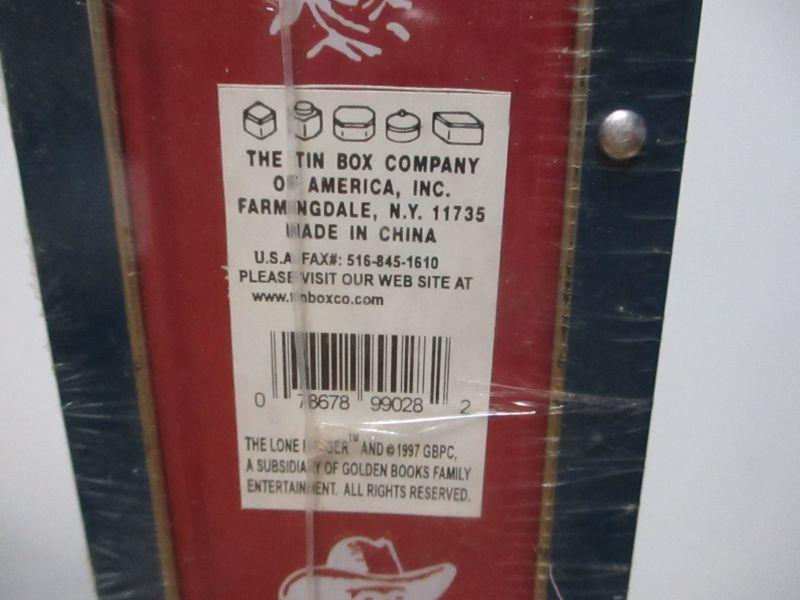 THE TIN BOX COMPANY
OF AMERICA, INC.
FARMINGDALE, N.Y. 11735
MADE IN CHINA
U.S.A. FAX#: 516-845-1610
PLEASE VISIT OUR WEB SITE AT
www.tinboxco.com
0 78678 99028 2
THE LONE RANGER™ AND © 1997 GBPC,
A SUBSIDIARY OF GOLDEN BOOKS FAMILY
ENTERTAINMENT. ALL RIGHTS RESERVED.